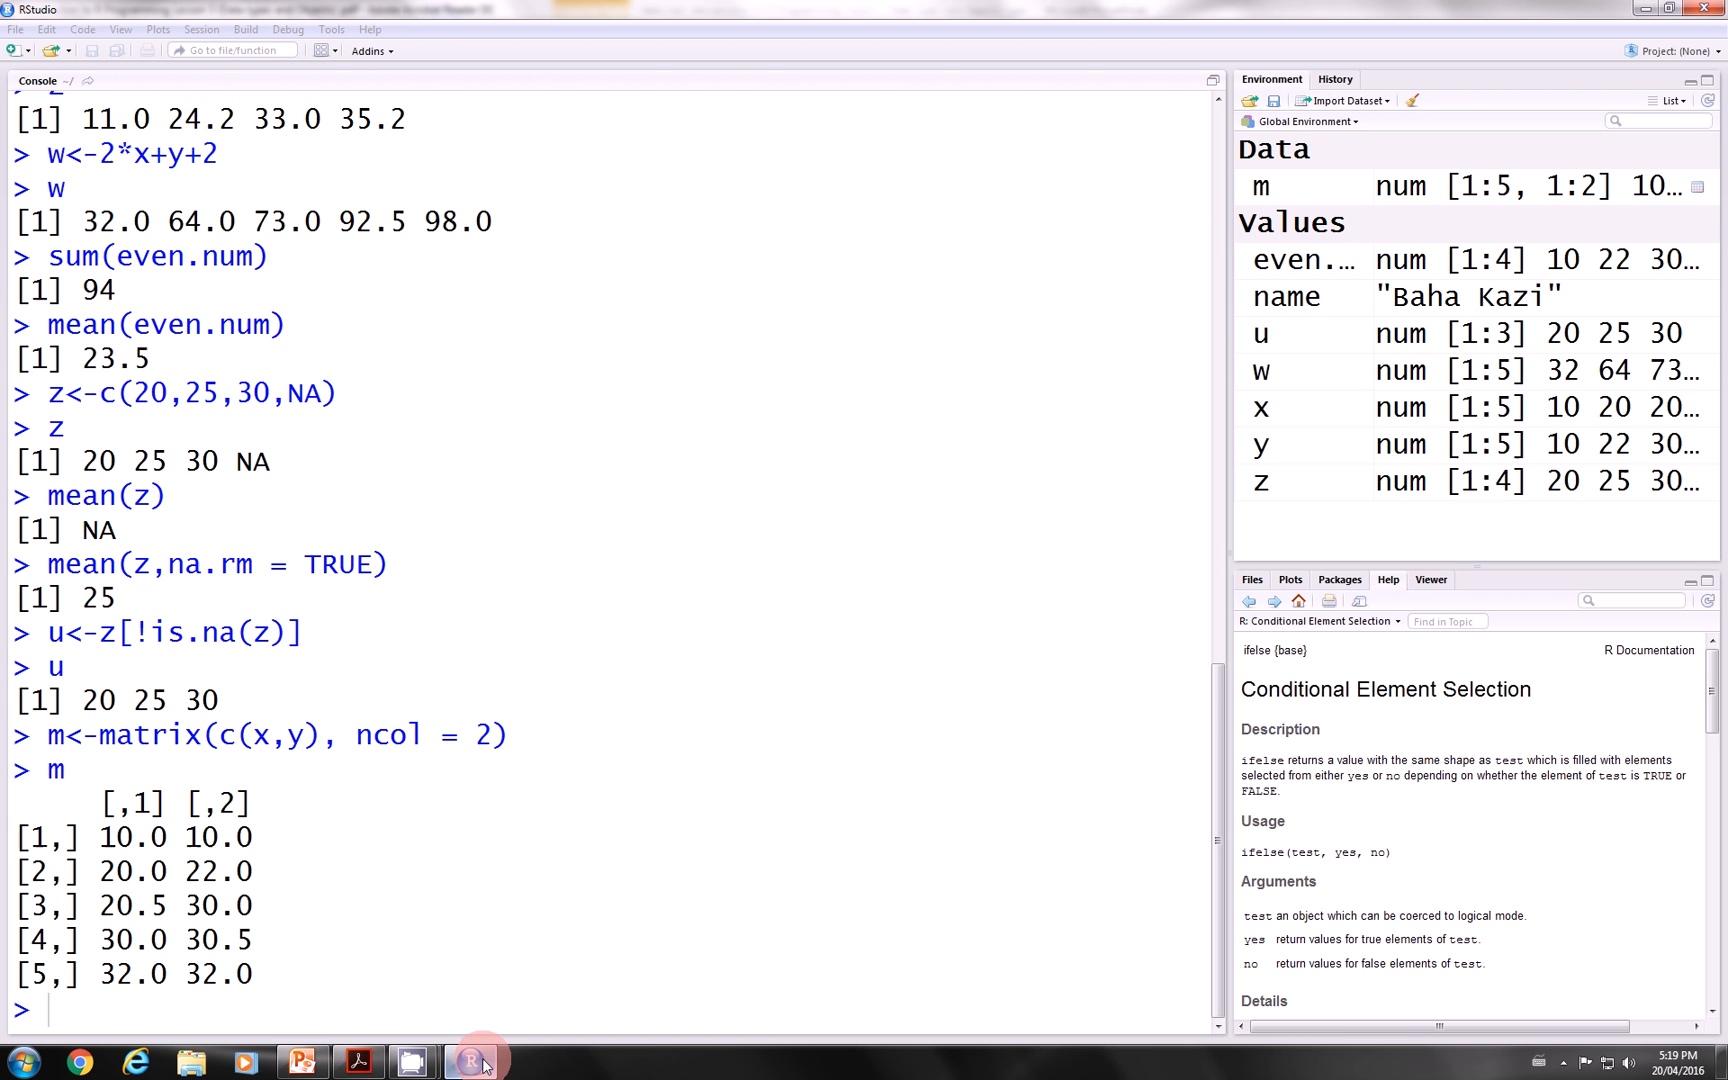 RStudio
File Edit Code View Plots Session Build Debug Tools Help
Go to file/function Addins Project: (None)
Console ~/
[1] 11.0 24.2 33.0 35.2
> w<-2*x+y+2
> w
[1] 32.0 64.0 73.0 92.5 98.0
> sum(even.num)
[1] 94
> mean(even.num)
[1] 23.5
> z<-c(20,25,30,NA)
> z
[1] 20 25 30 NA
> mean(z)
[1] NA
> mean(z,na.rm = TRUE)
[1] 25
> u<-z[!is.na(z)]
> u
[1] 20 25 30
> m<-matrix(c(x,y), ncol = 2)
> m
[,1] [,2]
[1,] 10.0 10.0
[2,] 20.0 22.0
[3,] 20.5 30.0
[4,] 30.0 30.5
[5,] 32.0 32.0
>
Environment History
Import Dataset List
Global Environment
Data
m num [1:5, 1:2] 10...
Values
even.... num [1:4] 10 22 30...
name "Baha Kazi"
u num [1:3] 20 25 30
w num [1:5] 32 64 73...
x num [1:5] 10 20 20...
y num [1:5] 10 22 30...
z num [1:4] 20 25 30...
Files Plots Packages Help Viewer
R: Conditional Element Selection Find in Topic
ifelse {base} R Documentation
Conditional Element Selection
Description
ifelse returns a value with the same shape as test which is filled with elements
selected from either yes or no depending on whether the element of test is TRUE or
FALSE.
Usage
ifelse(test, yes, no)
Arguments
test an object which can be coerced to logical mode.
yes return values for true elements of test.
no return values for false elements of test.
Details
5:19 PM
20/04/2016